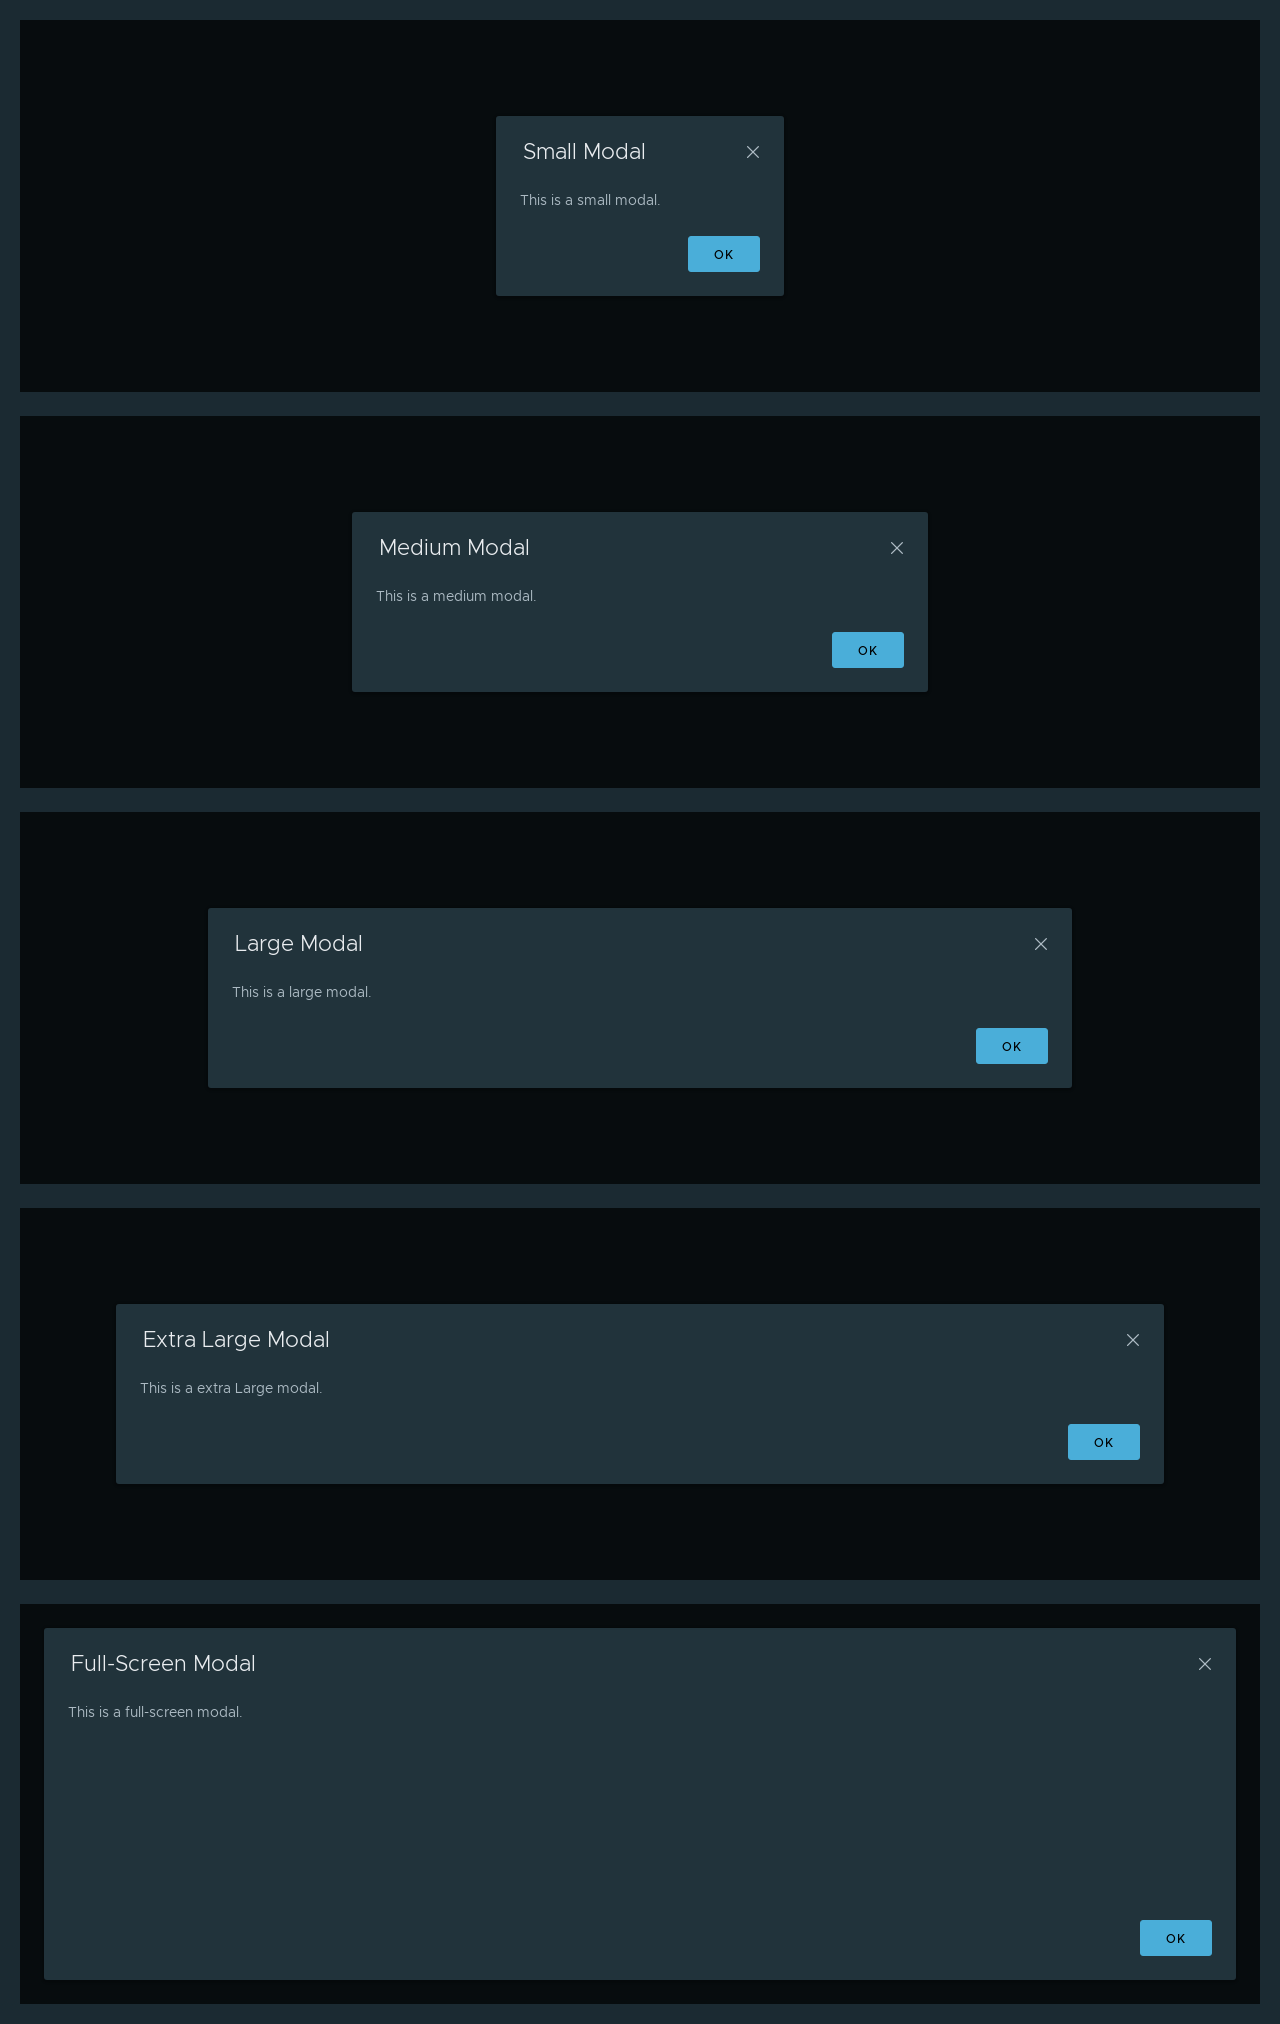 Small Modal
This is a small modal.
OK
Medium Modal
This is a medium modal.
OK
Large Modal
This is a large modal.
OK
Extra Large Modal
This is a extra Large modal.
OK
Full-Screen Modal
This is a full-screen modal.
OK